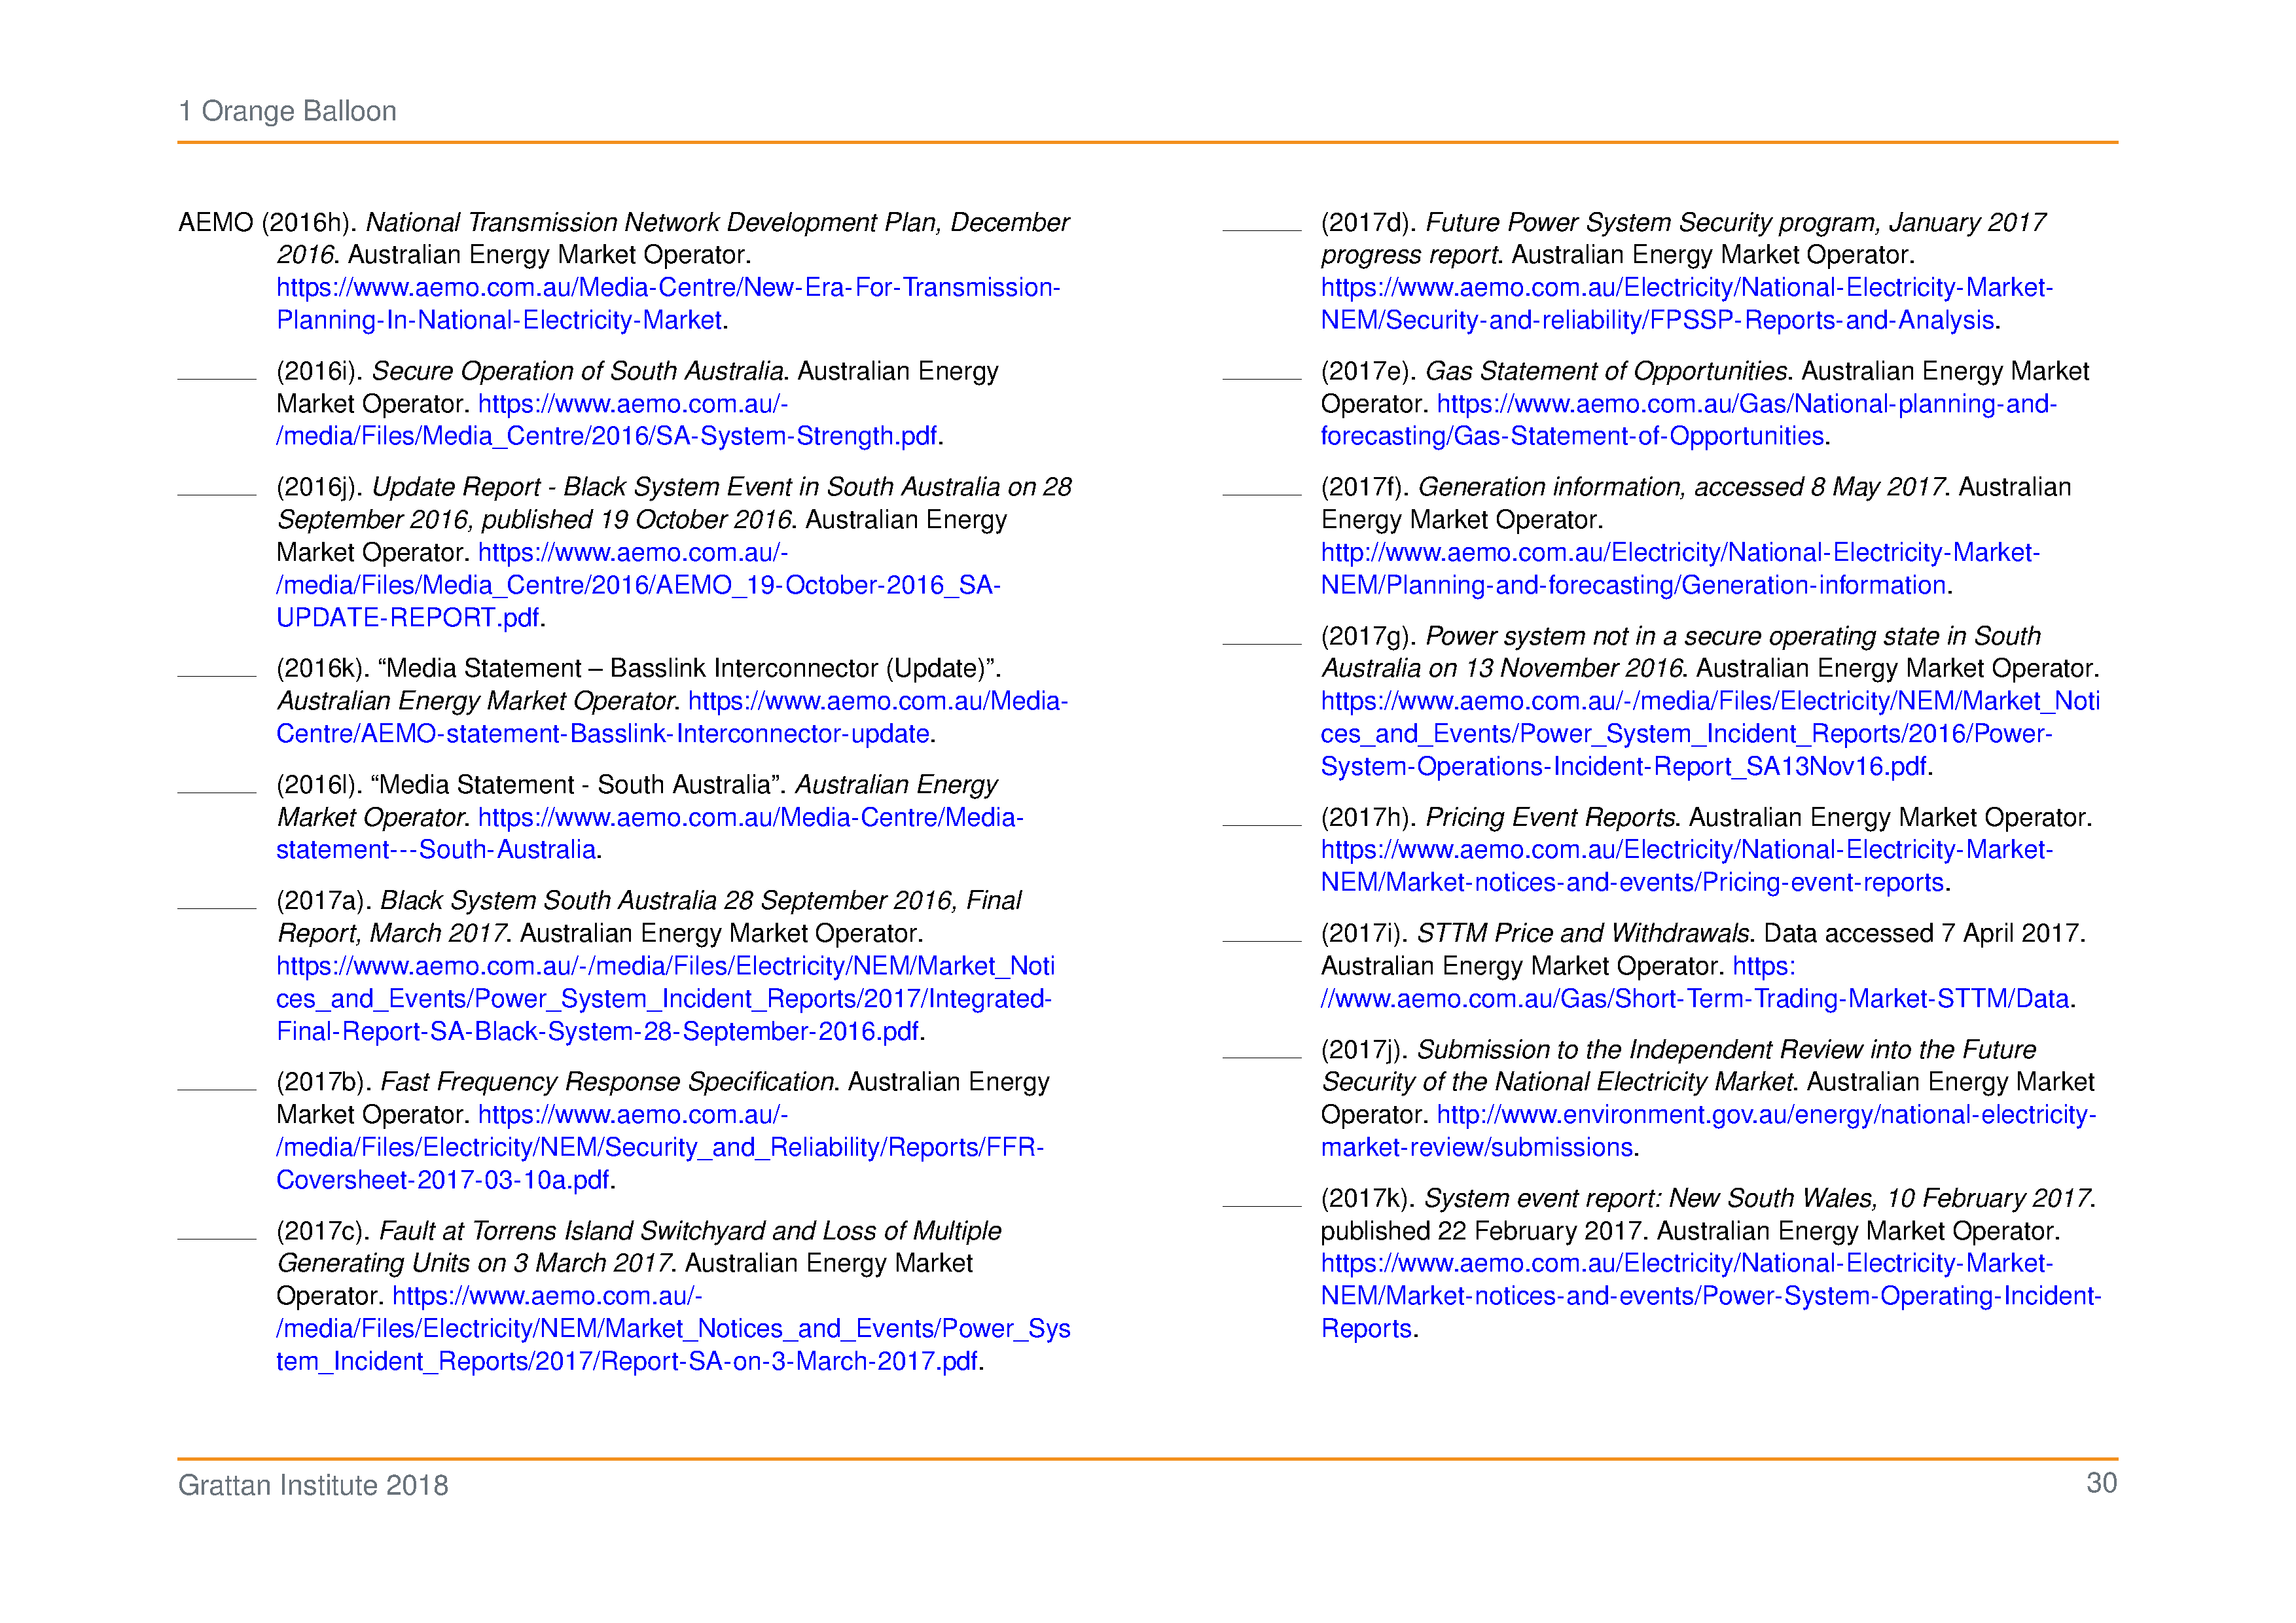 1 Orange Balloon
AEMO (2016h). National Transmission Network Development Plan, December
2016. Australian Energy Market Operator.
https://www.aemo.com.au/Media-Centre/New-Era-For-Transmission-
Planning-In-National-Electricity-Market.
(2016i). Secure Operation of South Australia. Australian Energy
Market Operator. https://www.aemo.com.au/-
/media/Files/Media_Centre/2016/SA-System-Strength.pdf.
(2016j). Update Report - Black System Event in South Australia on 28
September 2016, published 19 October 2016. Australian Energy
Market Operator. https://www.aemo.com.au/-
/media/Files/Media_Centre/2016/AEMO_19-October-2016_SA-
UPDATE-REPORT.pdf.
(2016k). “Media Statement – Basslink Interconnector (Update)”.
Australian Energy Market Operator. https://www.aemo.com.au/Media-
Centre/AEMO-statement-Basslink-Interconnector-update.
(2016l). “Media Statement - South Australia”. Australian Energy
Market Operator. https://www.aemo.com.au/Media-Centre/Media-
statement---South-Australia.
(2017a). Black System South Australia 28 September 2016, Final
Report, March 2017. Australian Energy Market Operator.
https://www.aemo.com.au/-/media/Files/Electricity/NEM/Market_Noti
ces_and_Events/Power_System_Incident_Reports/2017/Integrated-
Final-Report-SA-Black-System-28-September-2016.pdf.
(2017b). Fast Frequency Response Specification. Australian Energy
Market Operator. https://www.aemo.com.au/-
/media/Files/Electricity/NEM/Security_and_Reliability/Reports/FFR-
Coversheet-2017-03-10a.pdf.
(2017c). Fault at Torrens Island Switchyard and Loss of Multiple
Generating Units on 3 March 2017. Australian Energy Market
Operator. https://www.aemo.com.au/-
/media/Files/Electricity/NEM/Market_Notices_and_Events/Power_Sys
tem_Incident_Reports/2017/Report-SA-on-3-March-2017.pdf.
(2017d). Future Power System Security program, January 2017
progress report. Australian Energy Market Operator.
https://www.aemo.com.au/Electricity/National-Electricity-Market-
NEM/Security-and-reliability/FPSSP-Reports-and-Analysis.
(2017e). Gas Statement of Opportunities. Australian Energy Market
Operator. https://www.aemo.com.au/Gas/National-planning-and-
forecasting/Gas-Statement-of-Opportunities.
(2017f). Generation information, accessed 8 May 2017. Australian
Energy Market Operator.
http://www.aemo.com.au/Electricity/National-Electricity-Market-
NEM/Planning-and-forecasting/Generation-information.
(2017g). Power system not in a secure operating state in South
Australia on 13 November 2016. Australian Energy Market Operator.
https://www.aemo.com.au/-/media/Files/Electricity/NEM/Market_Noti
ces_and_Events/Power_System_Incident_Reports/2016/Power-
System-Operations-Incident-Report_SA13Nov16.pdf.
(2017h). Pricing Event Reports. Australian Energy Market Operator.
https://www.aemo.com.au/Electricity/National-Electricity-Market-
NEM/Market-notices-and-events/Pricing-event-reports.
(2017i). STTM Price and Withdrawals. Data accessed 7 April 2017.
Australian Energy Market Operator. https:
//www.aemo.com.au/Gas/Short-Term-Trading-Market-STTM/Data.
(2017j). Submission to the Independent Review into the Future
Security of the National Electricity Market. Australian Energy Market
Operator. http://www.environment.gov.au/energy/national-electricity-
market-review/submissions.
(2017k). System event report: New South Wales, 10 February 2017.
published 22 February 2017. Australian Energy Market Operator.
https://www.aemo.com.au/Electricity/National-Electricity-Market-
NEM/Market-notices-and-events/Power-System-Operating-Incident-
Reports.
Grattan Institute 2018
30